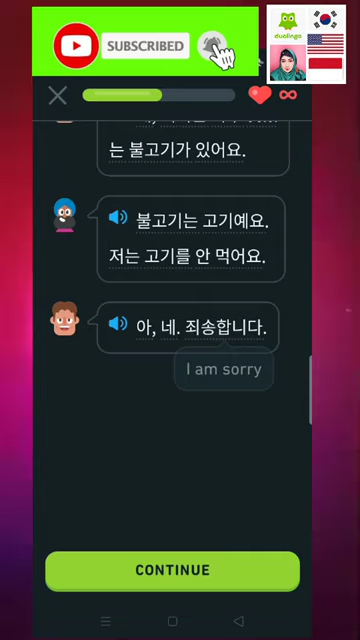 SUBSCRIBED
duolingo
는 불고기가 있어요.
불고기는 고기예요.
저는 고기를 안 먹어요.
아, 네. 죄송합니다.
I am sorry
CONTINUE